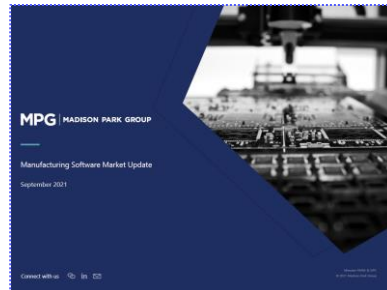 MPG | MADISON PARK GROUP
Manufacturing Software Market Update
September 2021
Connect with us